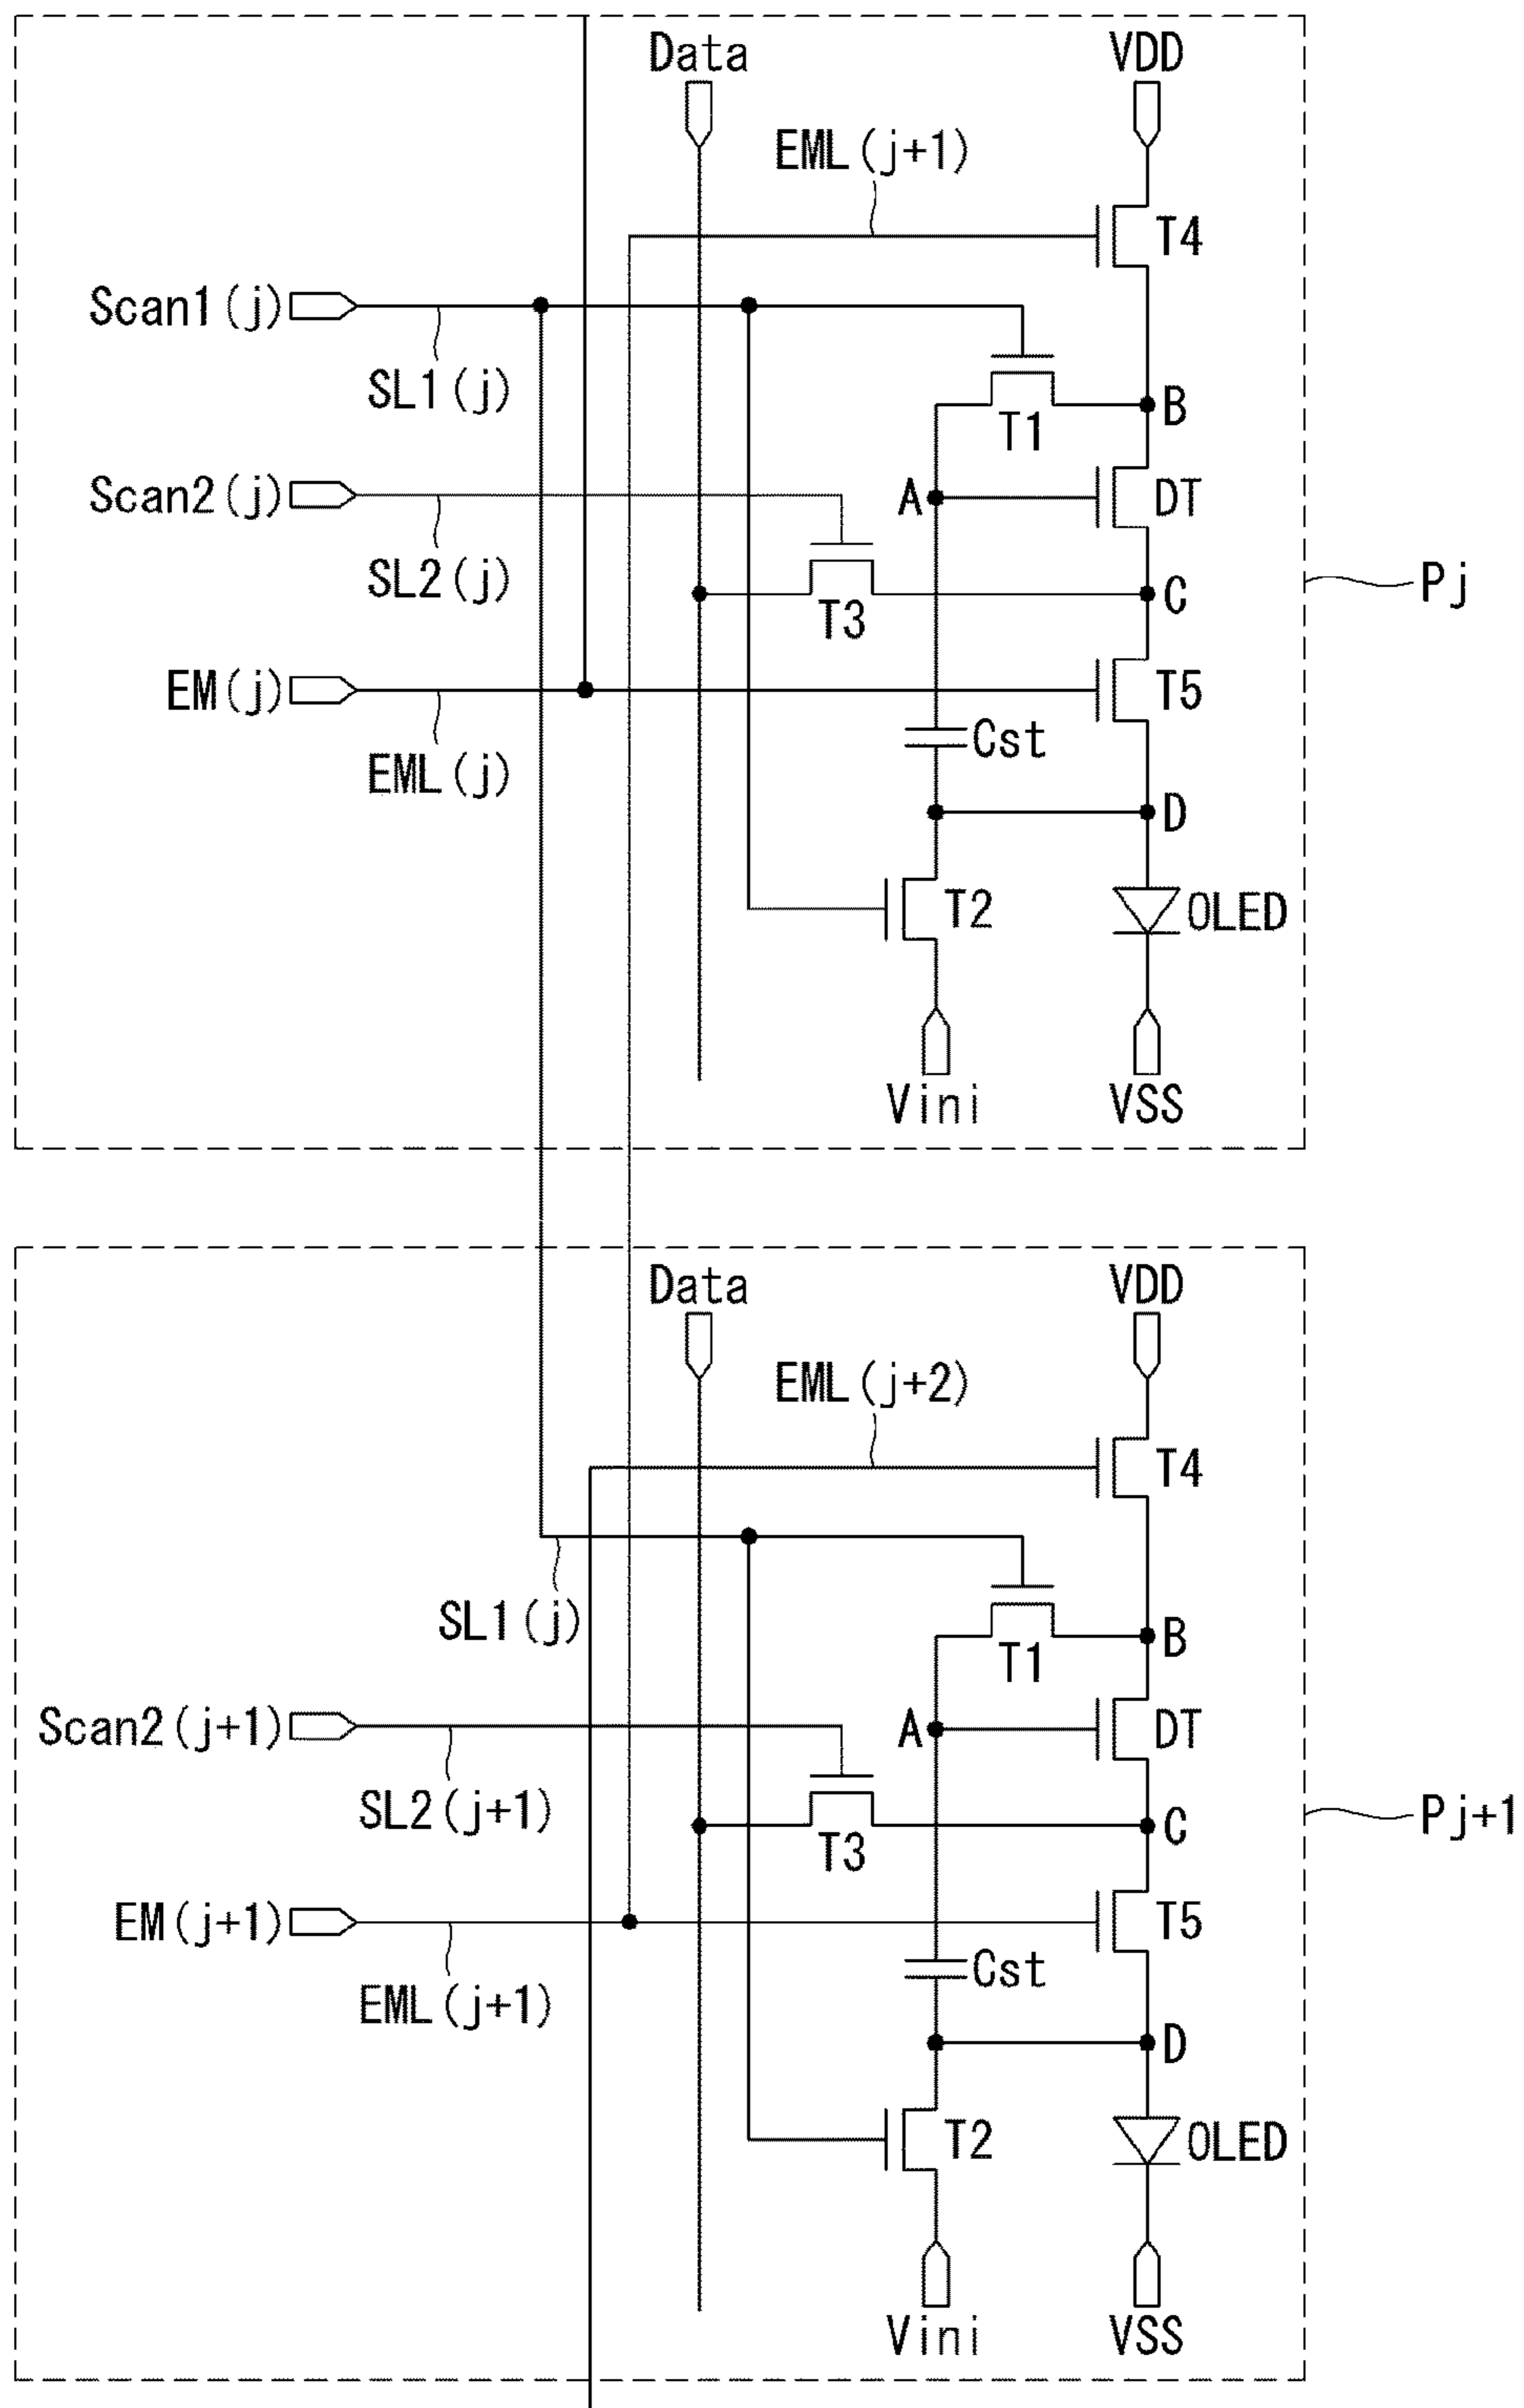 Data
VDD
EML(j+1)
T4
Scan1(j)
SL1(j)
T1
B
Scan2(j)
A
DT
SL2(j)
T3
C
Pj
EM(j)
T5
EML(j)
Cst
D
T2
OLED
Vini
VSS
Data
VDD
EML(j+2)
T4
SL1(j)
T1
B
Scan2(j+1)
A
DT
SL2(j+1)
T3
C
Pj+1
EM(j+1)
T5
EML(j+1)
Cst
D
T2
OLED
Vini
VSS